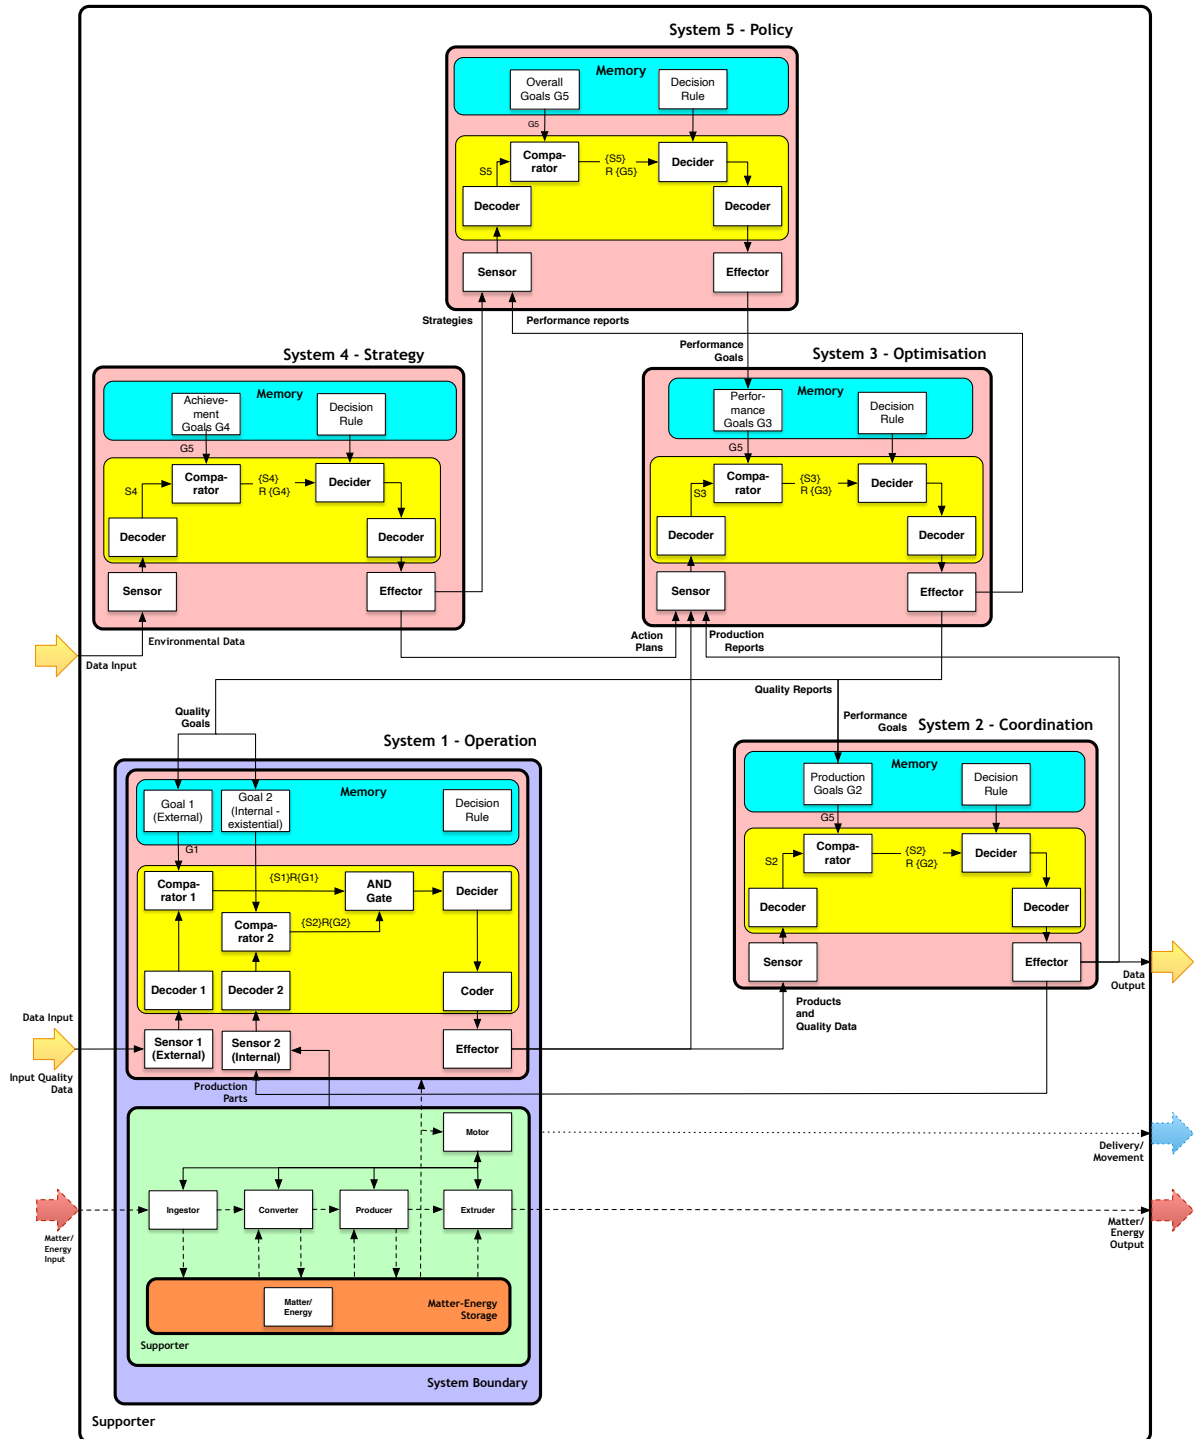 System 5 - Policy
Memory
Overall
Goals G5
Decision
Rule
G5
Compa-
rator
{S5}
R {G5}
Decider
S5
Decoder
Decoder
Sensor
Effector
Strategies
Performance reports
Performance
Goals
System 4 - Strategy
Memory
Achieve-
ment
Goals G4
Decision
Rule
G5
Compa-
rator
{S4}
R {G4}
Decider
S4
Decoder
Decoder
Sensor
Effector
Environmental Data
Data Input
System 3 - Optimisation
Memory
Perfor-
mance
Goals G3
Decision
Rule
G5
Compa-
rator
{S3}
R {G3}
Decider
S3
Decoder
Decoder
Sensor
Effector
Action
Plans
Production
Reports
Quality Reports
Quality
Goals
Performance
Goals
System 1 - Operation
Memory
Goal 1
(External)
Goal 2
(Internal -
existential)
Decision
Rule
G1
Compa-
rator 1
{S1}R{G1}
AND
Gate
Decider
Compa-
rator 2
{S2}R{G2}
Decoder 1
Decoder 2
Coder
Data Input
Sensor 1
(External)
Sensor 2
(Internal)
Effector
Input Quality
Data
Production
Parts
System 2 - Coordination
Memory
Production
Goals G2
Decision
Rule
G5
Compa-
rator
{S2}
R {G2}
Decider
S2
Decoder
Decoder
Sensor
Effector
Products
and
Quality Data
Data
Output
Motor
Delivery/
Movement
Ingestor
Converter
Producer
Extruder
Matter/
Energy
Input
Matter/
Energy
Output
Matter/
Energy
Matter-Energy
Storage
Supporter
System Boundary
Supporter